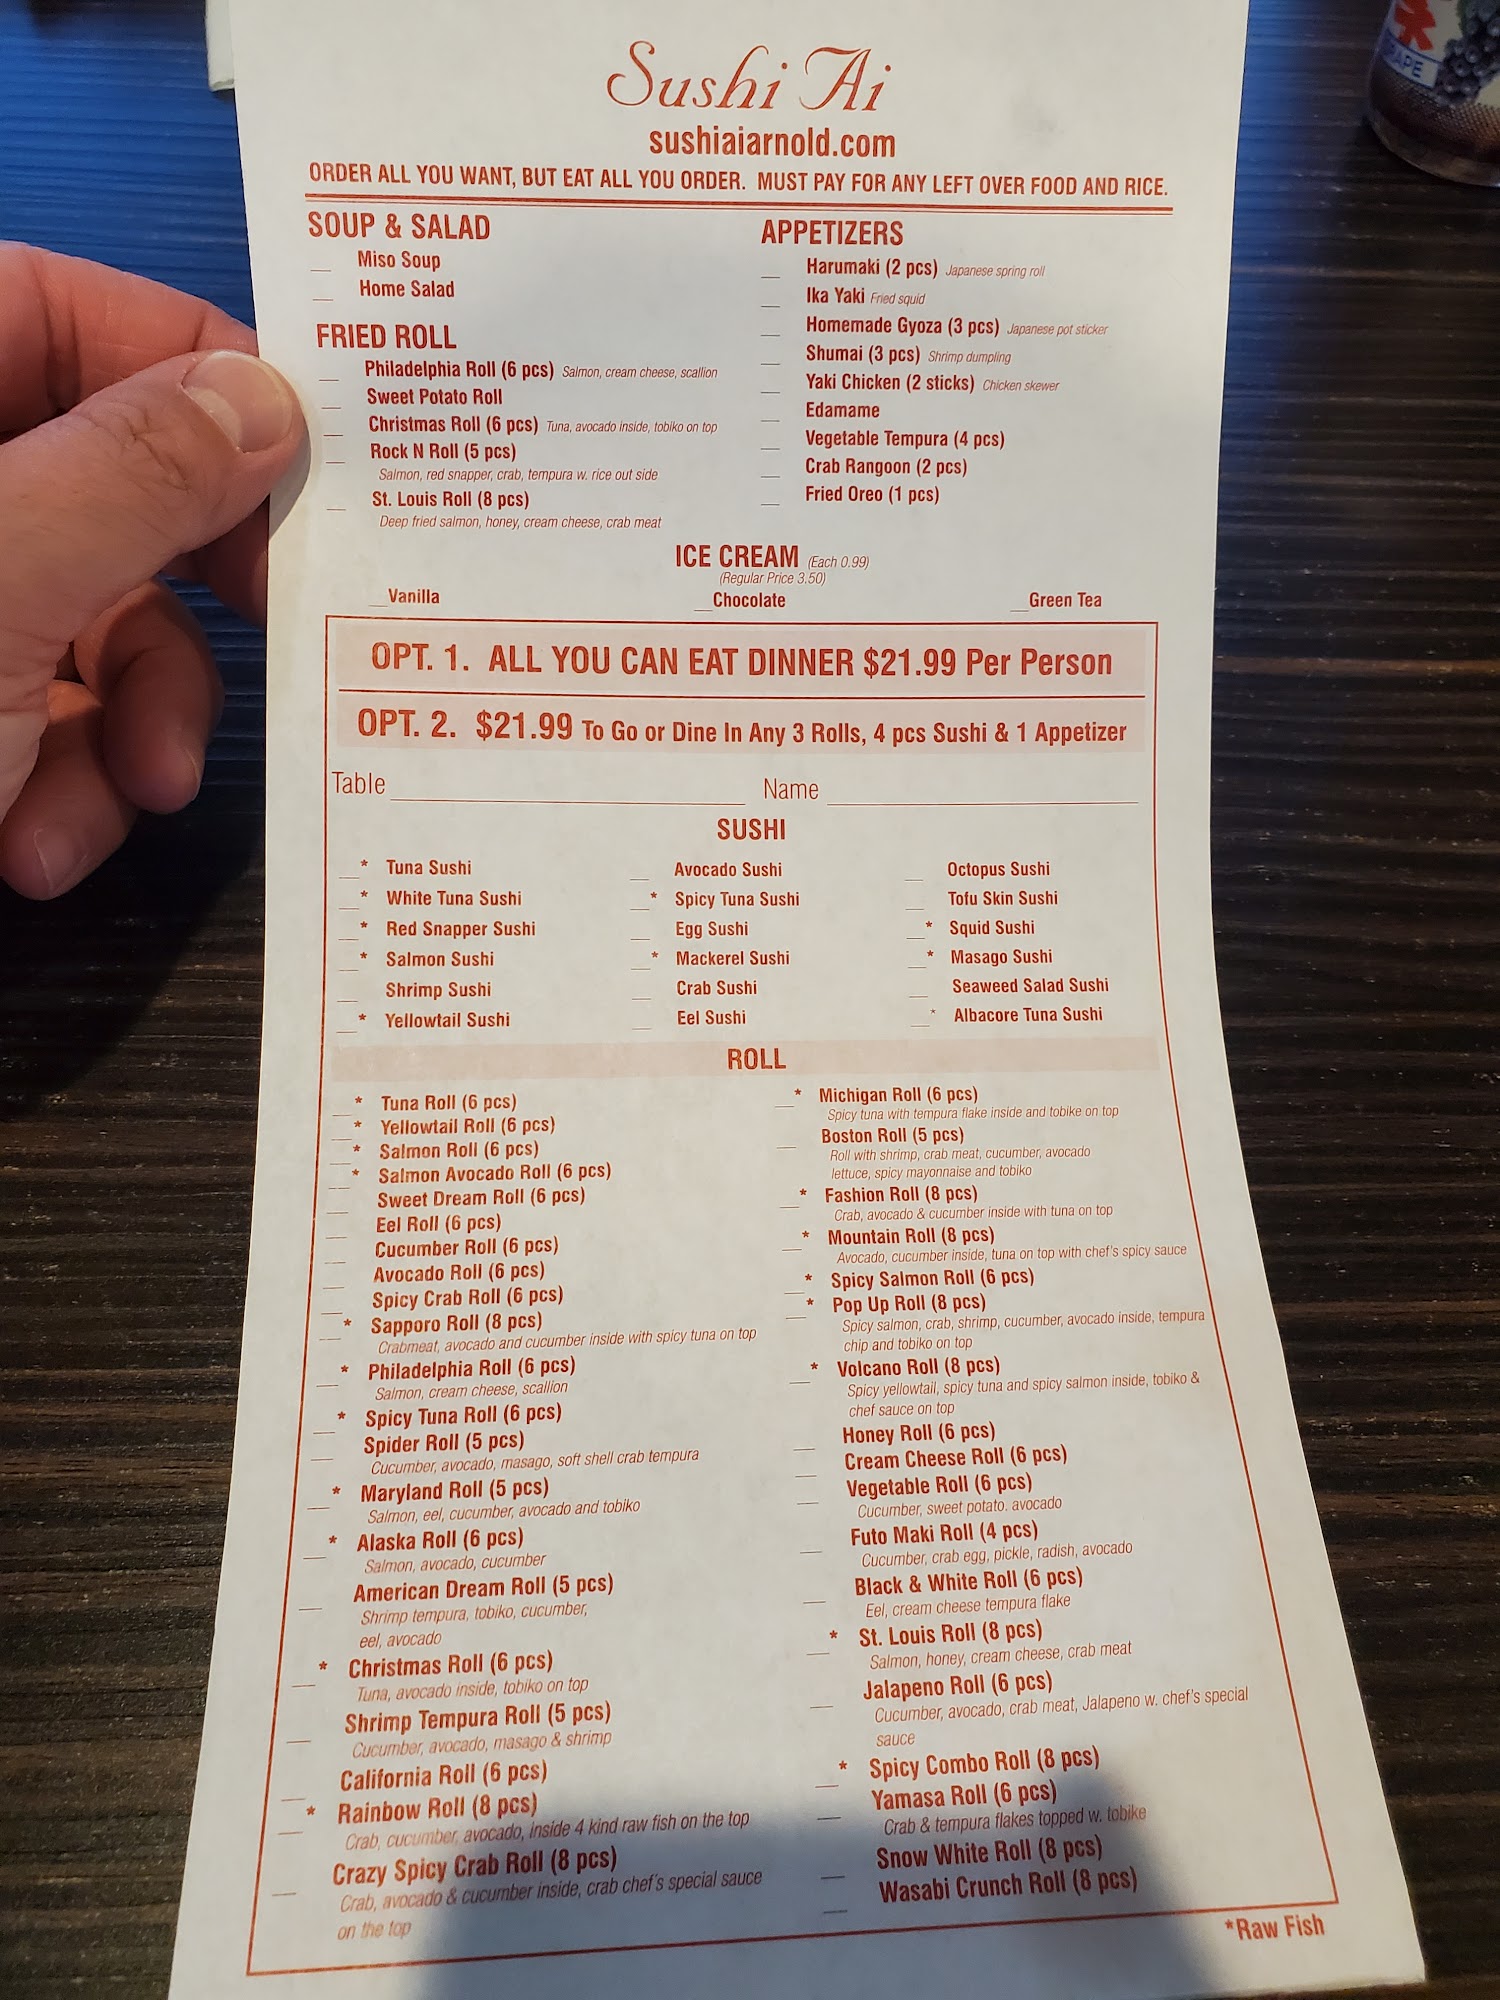 Sushi Ai
sushiaiarnold.com
ORDER ALL YOU WANT, BUT EAT ALL YOU ORDER. MUST PAY FOR ANY LEFT OVER FOOD AND RICE.
SOUP & SALAD
Miso Soup
Home Salad
FRIED ROLL
Philadelphia Roll (6 pcs) Salmon, cream cheese, scallion
Sweet Potato Roll
Christmas Roll (6 pcs) Tuna, avocado inside, tobiko on top
Rock N Roll (5 pcs)
Salmon, red snapper, crab, tempura w. rice out side
St. Louis Roll (8 pcs)
Deep fried salmon, honey, cream cheese, crab meat
APPETIZERS
Harumaki (2 pcs) Japanese spring roll
Ika Yaki Fried squid
Homemade Gyoza (3 pcs) Japanese pot sticker
Shumai (3 pcs) Shrimp dumpling
Yaki Chicken (2 sticks) Chicken skewer
Edamame
Vegetable Tempura (4 pcs)
Crab Rangoon (2 pcs)
Fried Oreo (1 pcs)
ICE CREAM (Each 0.99)
(Regular Price 3.50)
Vanilla Chocolate Green Tea
OPT. 1. ALL YOU CAN EAT DINNER $21.99 Per Person
OPT. 2. $21.99 To Go or Dine In Any 3 Rolls, 4 pcs Sushi & 1 Appetizer
Table Name
SUSHI
* Tuna Sushi
* White Tuna Sushi
* Red Snapper Sushi
* Salmon Sushi
Shrimp Sushi
* Yellowtail Sushi
Avocado Sushi
* Spicy Tuna Sushi
Egg Sushi
* Mackerel Sushi
Crab Sushi
Eel Sushi
Octopus Sushi
Tofu Skin Sushi
* Squid Sushi
* Masago Sushi
Seaweed Salad Sushi
* Albacore Tuna Sushi
ROLL
* Tuna Roll (6 pcs)
* Yellowtail Roll (6 pcs)
* Salmon Roll (6 pcs)
* Salmon Avocado Roll (6 pcs)
Sweet Dream Roll (6 pcs)
Eel Roll (6 pcs)
Cucumber Roll (6 pcs)
Avocado Roll (6 pcs)
Spicy Crab Roll (6 pcs)
* Sapporo Roll (8 pcs)
Crabmeat, avocado and cucumber inside with spicy tuna on top
* Philadelphia Roll (6 pcs)
Salmon, cream cheese, scallion
* Spicy Tuna Roll (6 pcs)
Spider Roll (5 pcs)
Cucumber, avocado, masago, soft shell crab tempura
* Maryland Roll (5 pcs)
Salmon, eel, cucumber, avocado and tobiko
* Alaska Roll (6 pcs)
Salmon, avocado, cucumber
American Dream Roll (5 pcs)
Shrimp tempura, tobiko, cucumber,
eel, avocado
* Christmas Roll (6 pcs)
Tuna, avocado inside, tobiko on top
Shrimp Tempura Roll (5 pcs)
Cucumber, avocado, masago & shrimp
California Roll (6 pcs)
* Rainbow Roll (8 pcs)
Crab, cucumber, avocado, inside 4 kind raw fish on the top
Crazy Spicy Crab Roll (8 pcs)
Crab, avocado & cucumber inside, crab chef's special sauce
on the top
* Michigan Roll (6 pcs)
Spicy tuna with tempura flake inside and tobike on top
Boston Roll (5 pcs)
Roll with shrimp, crab meat, cucumber, avocado
lettuce, spicy mayonnaise and tobiko
* Fashion Roll (8 pcs)
Crab, avocado & cucumber inside with tuna on top
* Mountain Roll (8 pcs)
Avocado, cucumber inside, tuna on top with chef's spicy sauce
* Spicy Salmon Roll (6 pcs)
* Pop Up Roll (8 pcs)
Spicy salmon, crab, shrimp, cucumber, avocado inside, tempura
chip and tobiko on top
* Volcano Roll (8 pcs)
Spicy yellowtail, spicy tuna and spicy salmon inside, tobiko &
chef sauce on top
Honey Roll (6 pcs)
Cream Cheese Roll (6 pcs)
Vegetable Roll (6 pcs)
Cucumber, sweet potato. avocado
Futo Maki Roll (4 pcs)
Cucumber, crab egg, pickle, radish, avocado
Black & White Roll (6 pcs)
Eel, cream cheese tempura flake
* St. Louis Roll (8 pcs)
Salmon, honey, cream cheese, crab meat
Jalapeno Roll (6 pcs)
Cucumber, avocado, crab meat, Jalapeno w. chef's special
sauce
* Spicy Combo Roll (8 pcs)
Yamasa Roll (6 pcs)
Crab & tempura flakes topped w. tobike
Snow White Roll (8 pcs)
Wasabi Crunch Roll (8 pcs)
*Raw Fish